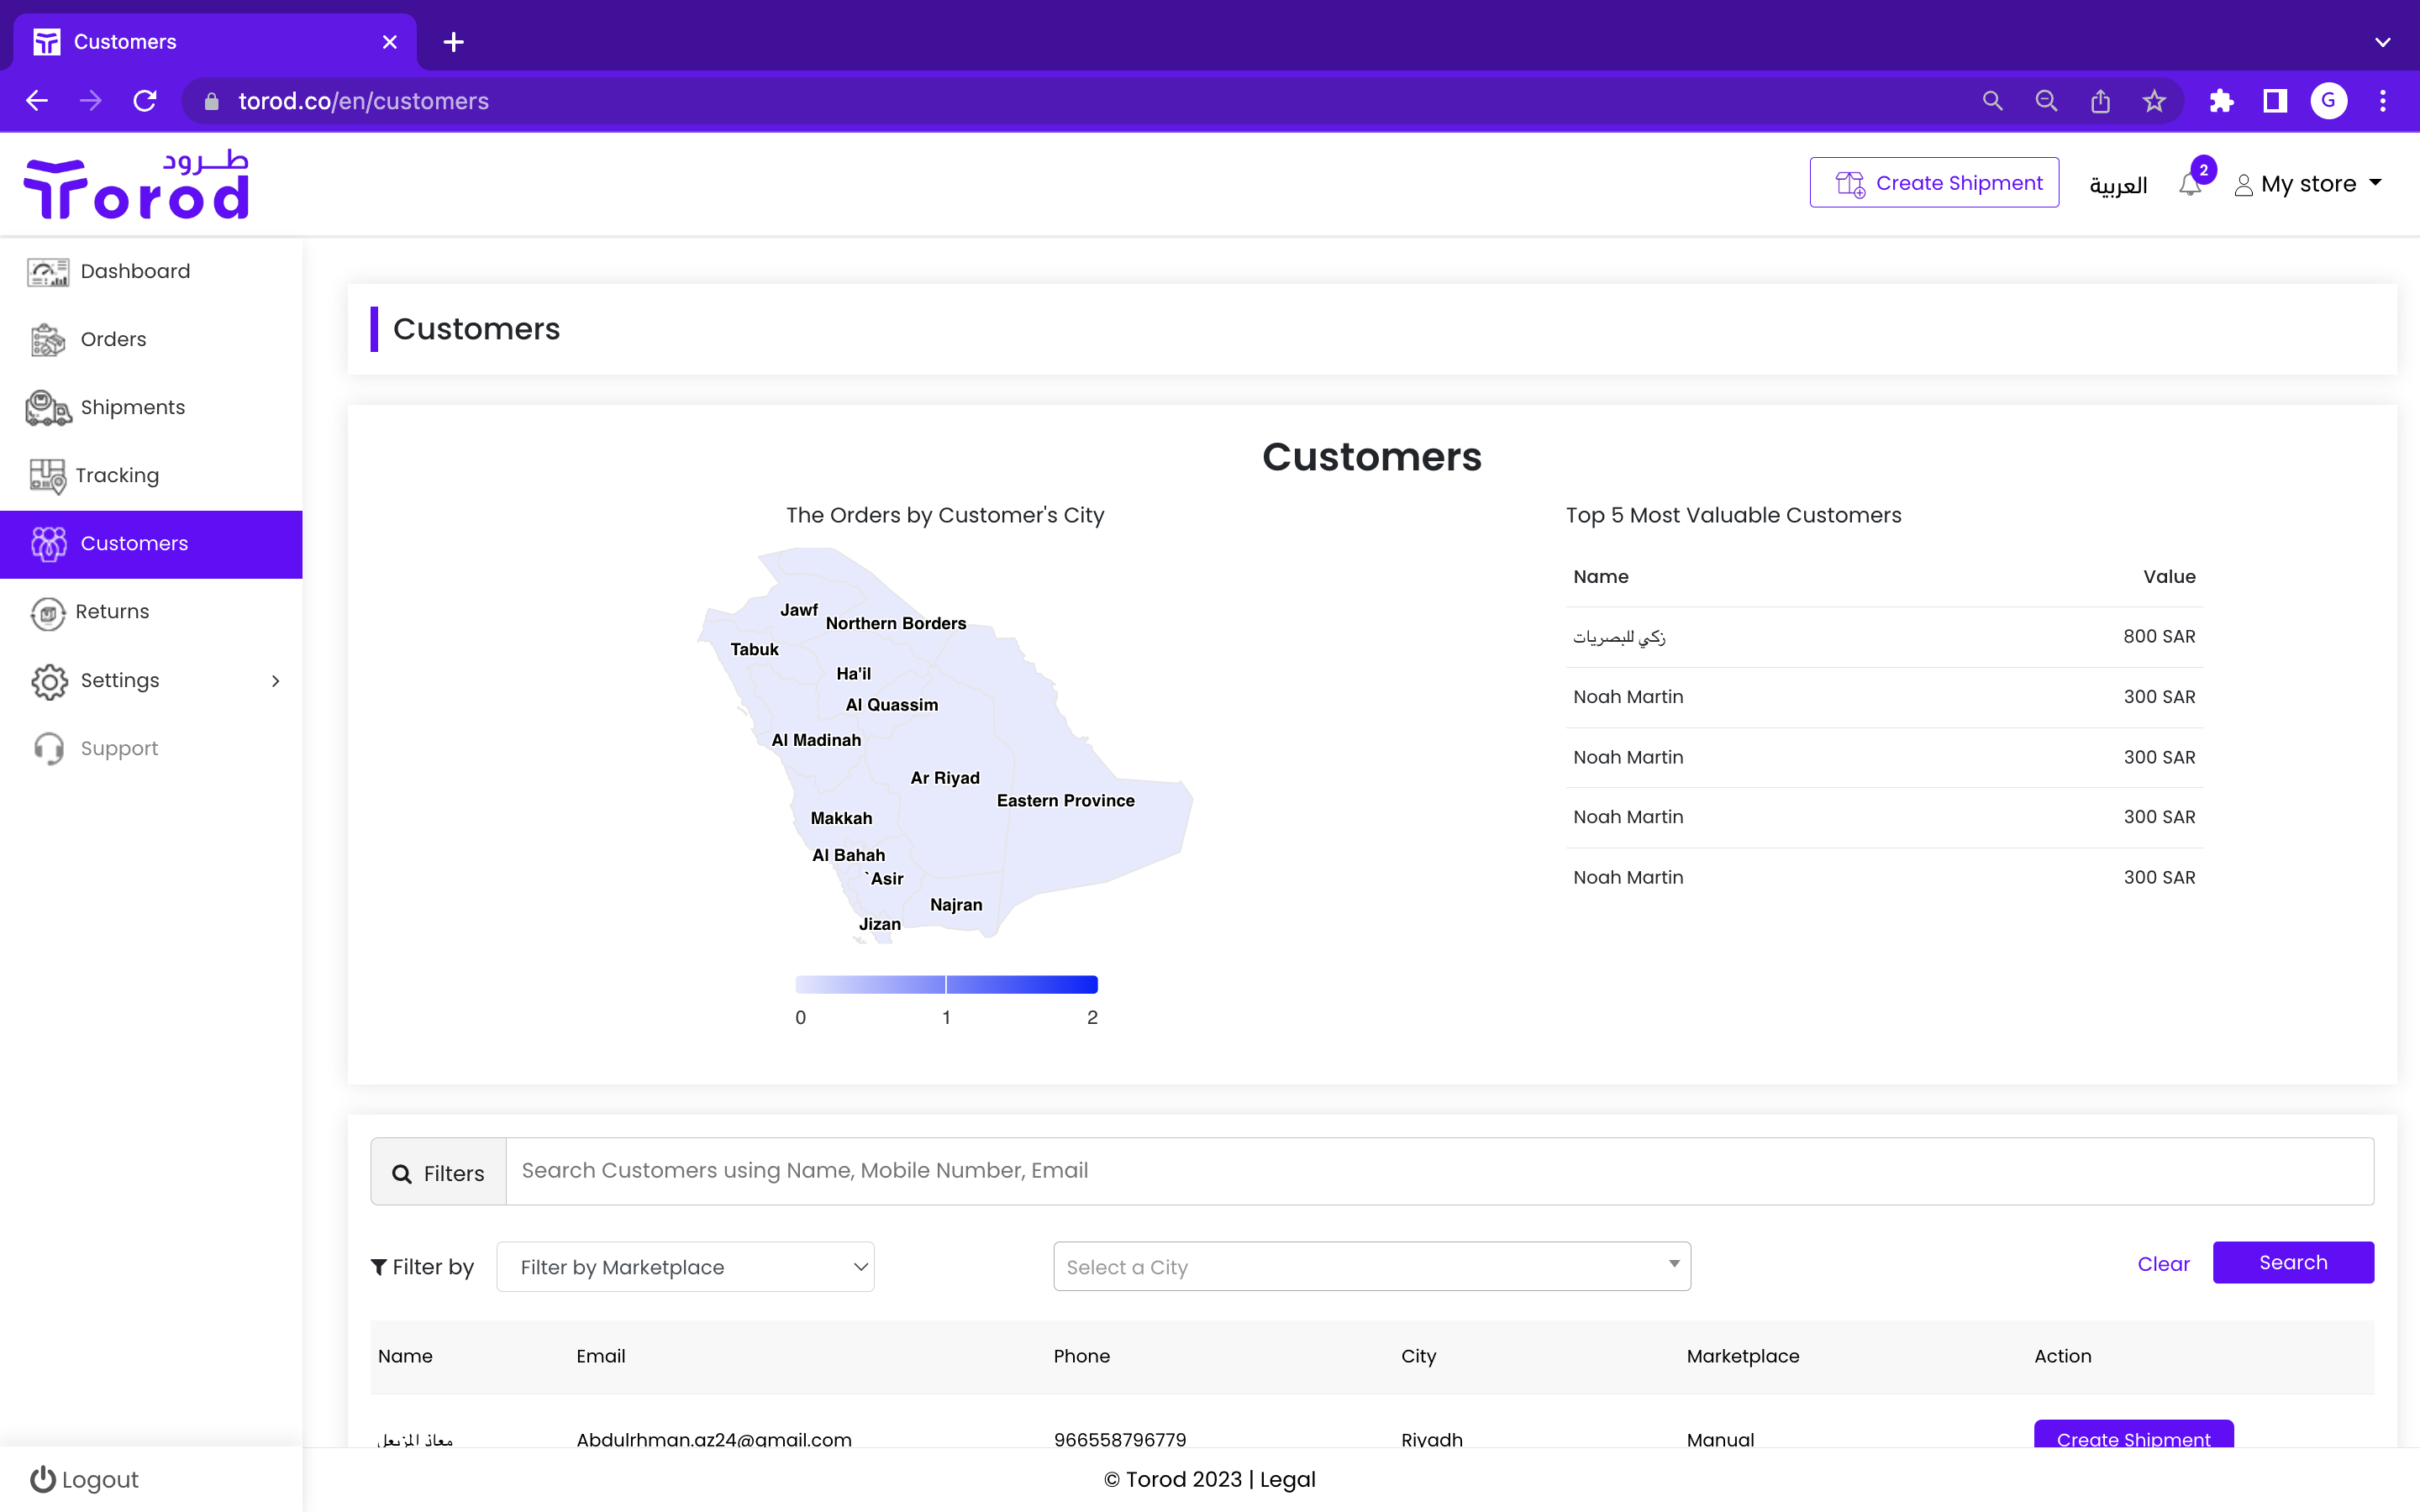 Customers
torod.co/en/customers
G
طرود
Torod
Create Shipment
العربية
2
My store
Dashboard
Orders
Shipments
Tracking
Customers
Returns
Settings
Support
Logout
Customers
Customers
The Orders by Customer's City
Jawf
Northern Borders
Tabuk
Ha'il
Al Quassim
Al Madinah
Ar Riyad
Eastern Province
Makkah
Al Bahah
`Asir
Najran
Jizan
0 1 2
Top 5 Most Valuable Customers
Name Value
زكي للبصريات 800 SAR
Noah Martin 300 SAR
Noah Martin 300 SAR
Noah Martin 300 SAR
Noah Martin 300 SAR
Filters Search Customers using Name, Mobile Number, Email
Filter by Filter by Marketplace Select a City Clear Search
Name Email Phone City Marketplace Action
معاذ المزيعل Abdulrhman.az24@gmail.com 966558796779 Riyadh Manual Create Shipment
© Torod 2023 | Legal